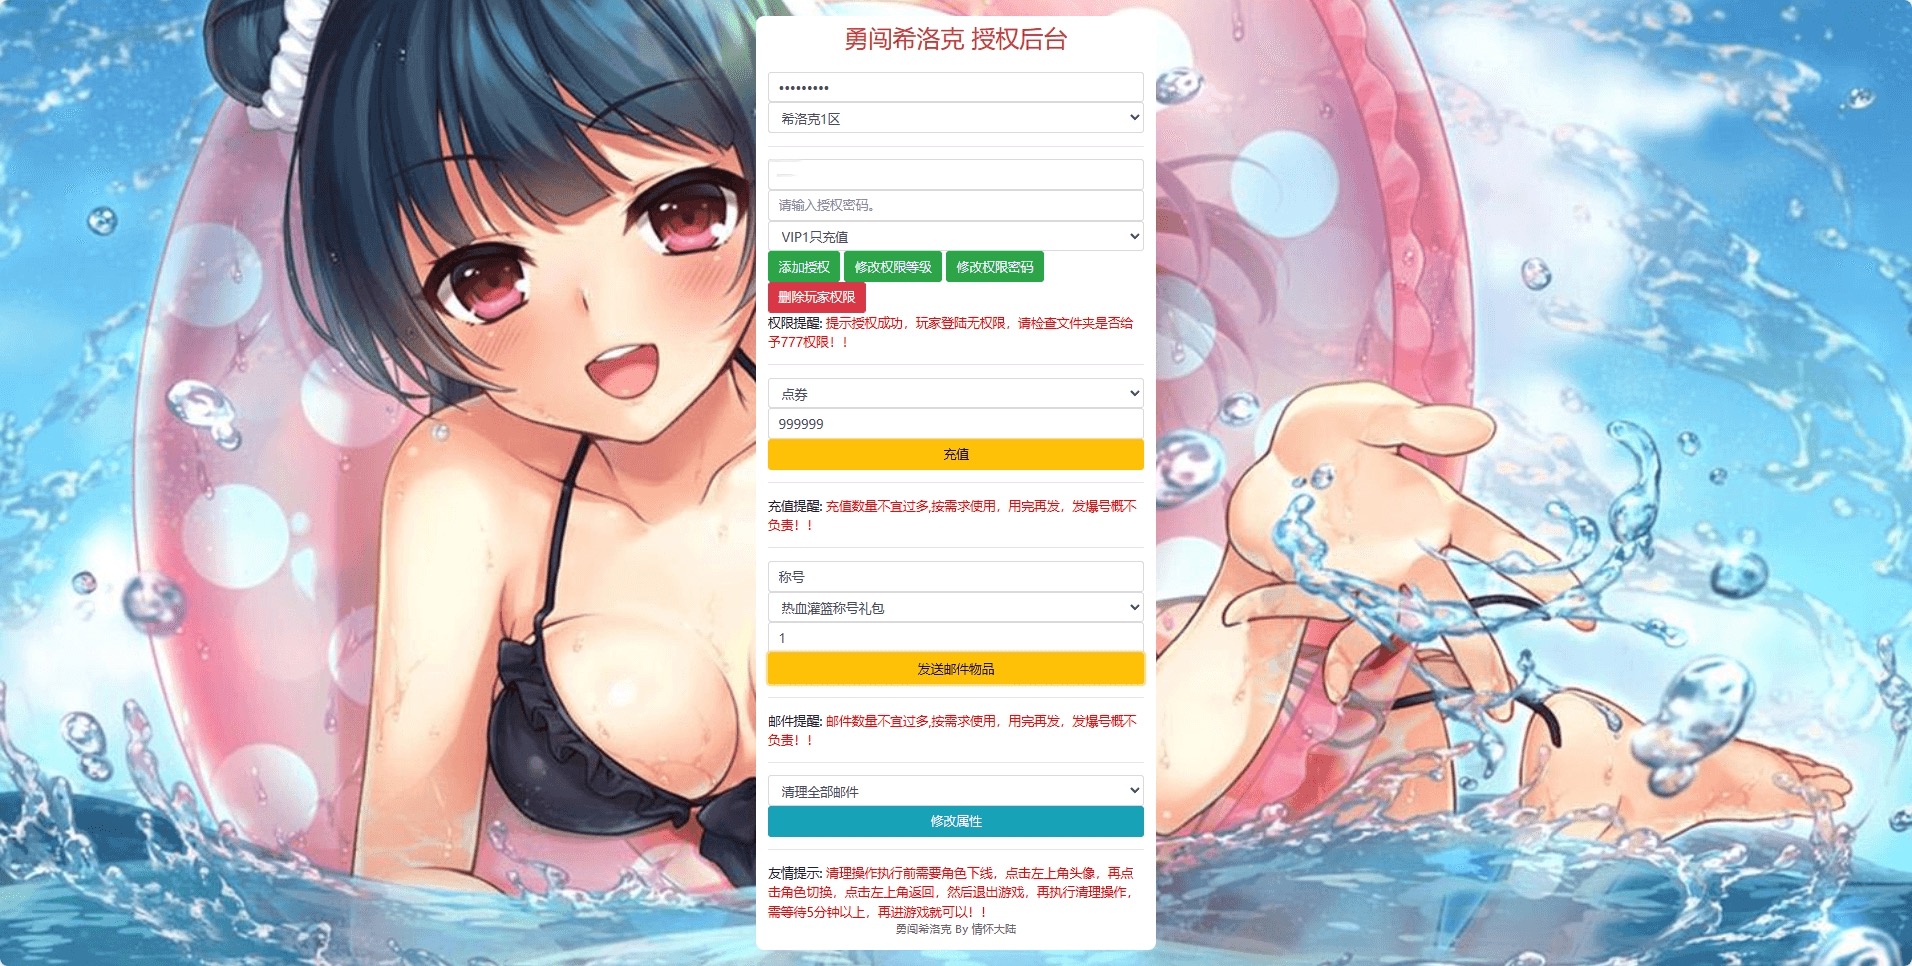 勇闯希洛克 授权后台
•••••••••
希洛克1区
请输入授权密码。
VIP1只充值
添加授权 修改权限等级 修改权限密码
删除玩家权限
权限提醒: 提示授权成功，玩家登陆无权限，请检查文件夹是否给
予777权限！！
点券
999999
充值
充值提醒: 充值数量不宜过多,按需求使用，用完再发，发爆号概不
负责！！
称号
热血灌篮称号礼包
1
发送邮件物品
邮件提醒: 邮件数量不宜过多,按需求使用，用完再发，发爆号概不
负责！！
清理全部邮件
修改属性
友情提示: 清理操作执行前需要角色下线，点击左上角头像，再点
击角色切换，点击左上角返回，然后退出游戏，再执行清理操作，
需等待5分钟以上，再进游戏就可以！！
勇闯希洛克 By 情怀大陆